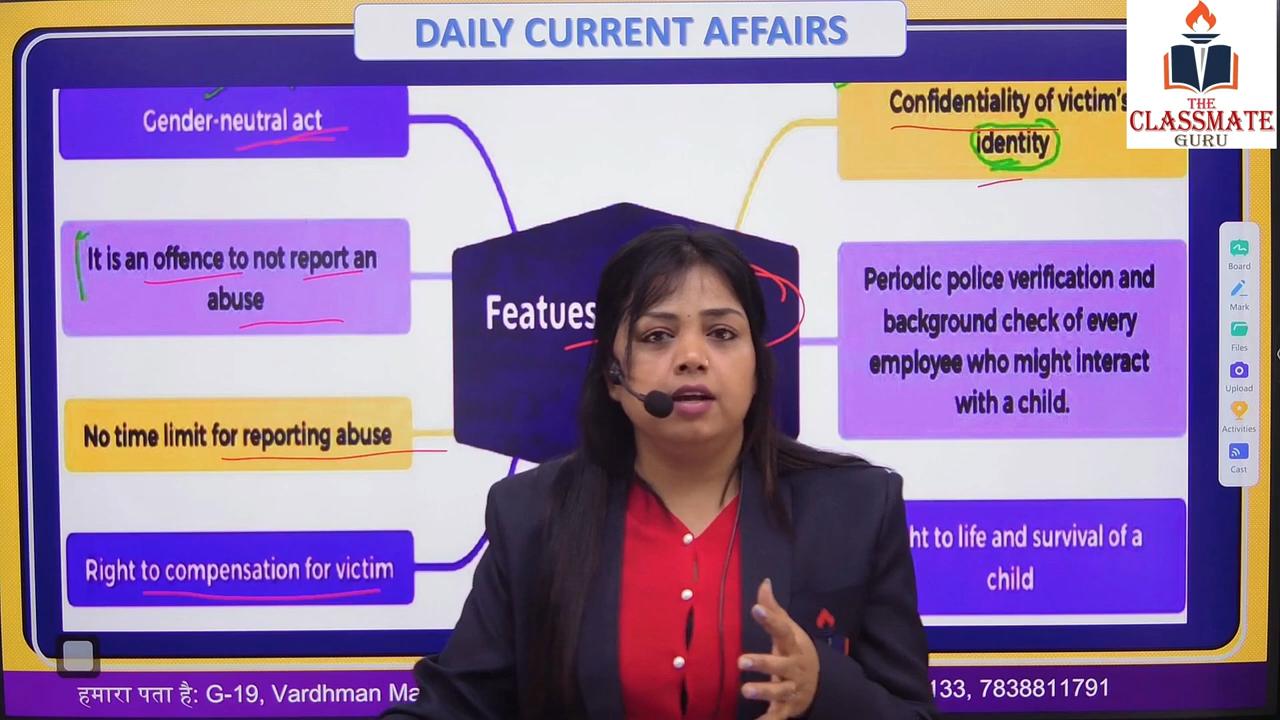 DAILY CURRENT AFFAIRS
THE
CLASSMATE
GURU
Gender-neutral act
It is an offence to not report an
abuse
No time limit for reporting abuse
Right to compensation for victim
Featues
Confidentiality of victim's
identity
Periodic police verification and
background check of every
employee who might interact
with a child.
to life and survival of a
child
Board
Mark
Files
Upload
Activities
Cast
हमारा पता है: G-19, Vardhman
133, 7838811791